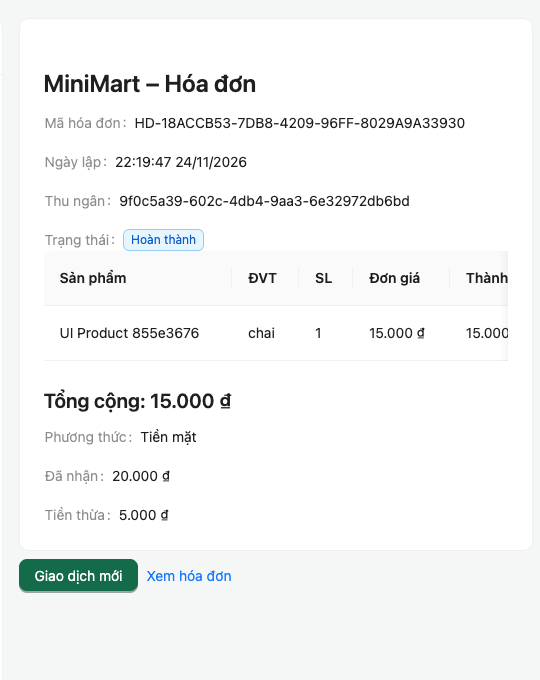 MiniMart – Hóa đơn
Mã hóa đơn: HD-18ACCB53-7DB8-4209-96FF-8029A9A33930
Ngày lập: 22:19:47 24/11/2026
Thu ngân: 9f0c5a39-602c-4db4-9aa3-6e32972db6bd
Trạng thái: Hoàn thành
Sản phẩm ĐVT SL Đơn giá Thành
UI Product 855e3676 chai 1 15.000 ₫ 15.000
Tổng cộng: 15.000 ₫
Phương thức: Tiền mặt
Đã nhận: 20.000 ₫
Tiền thừa: 5.000 ₫
Giao dịch mới Xem hóa đơn